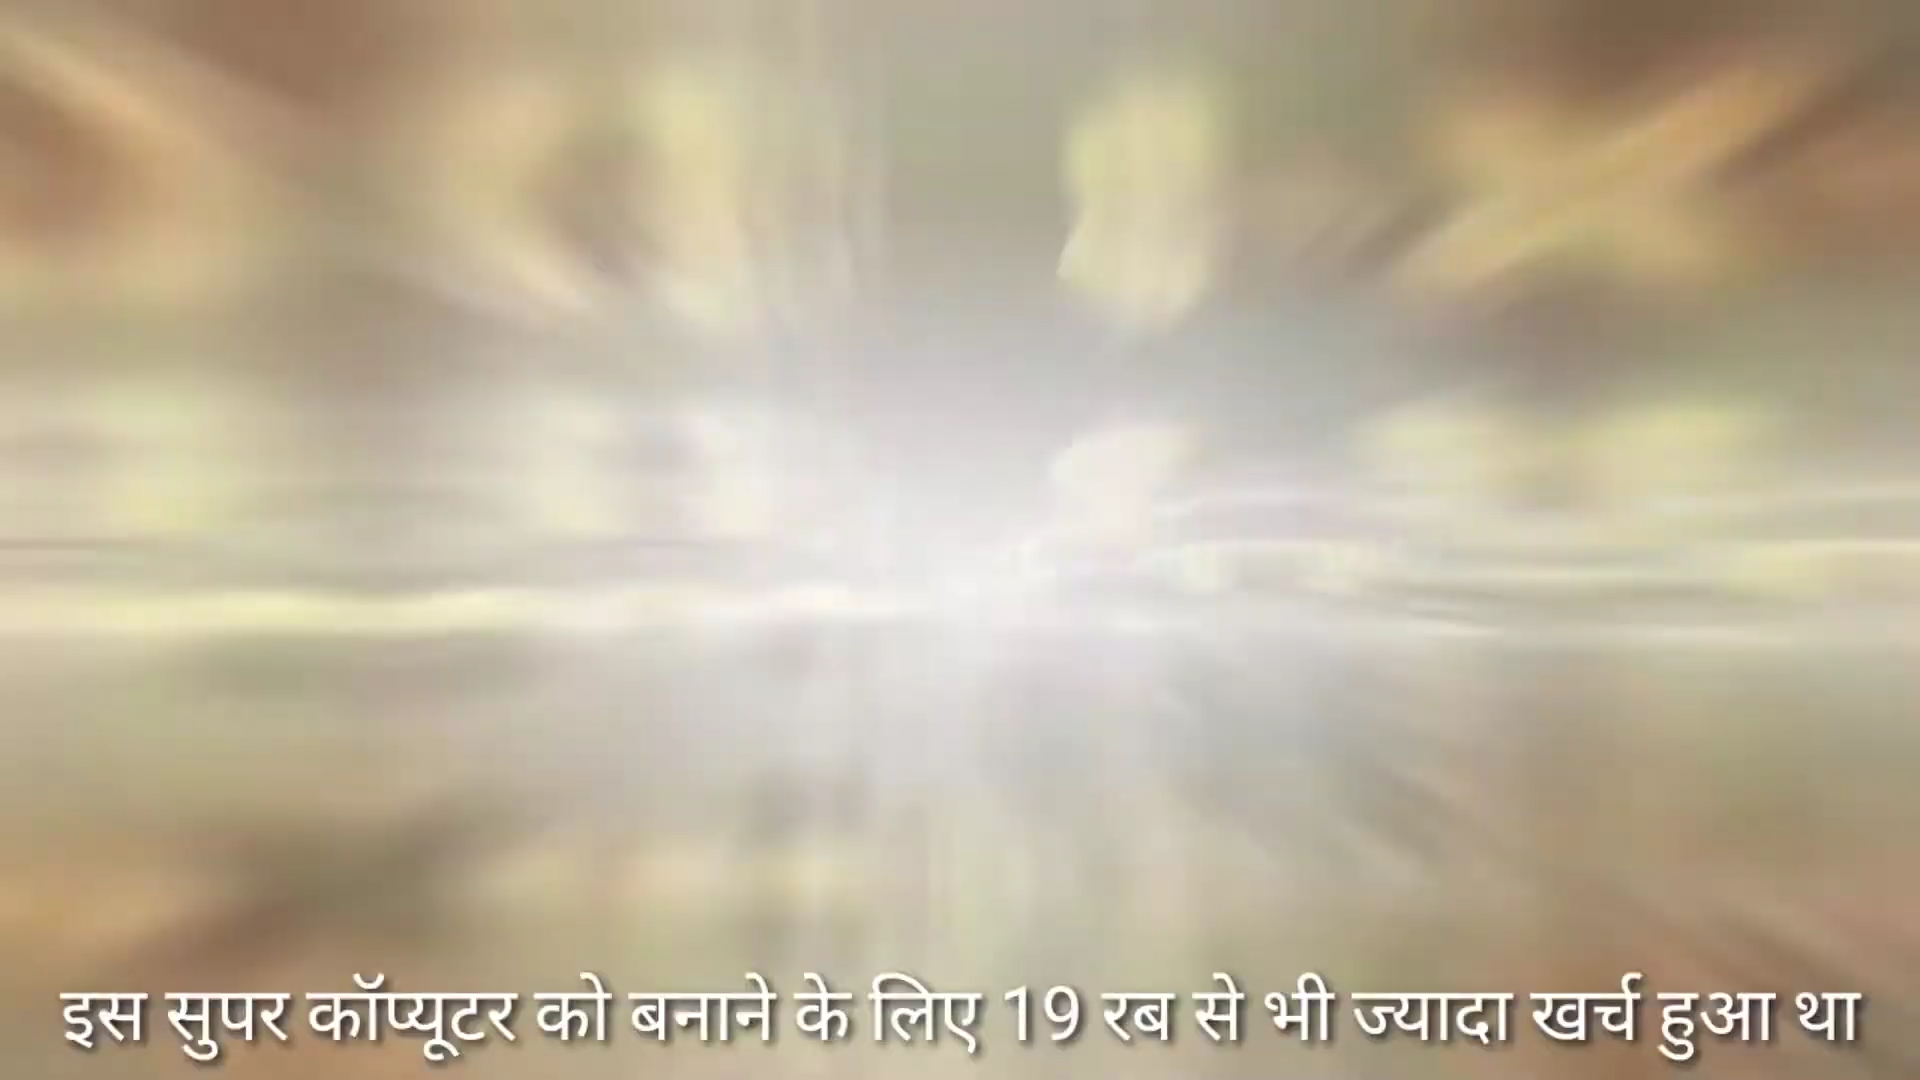 इस सुपर कॉप्यूटर को बनाने के लिए 19 रब से भी ज्यादा खर्च हुआ था